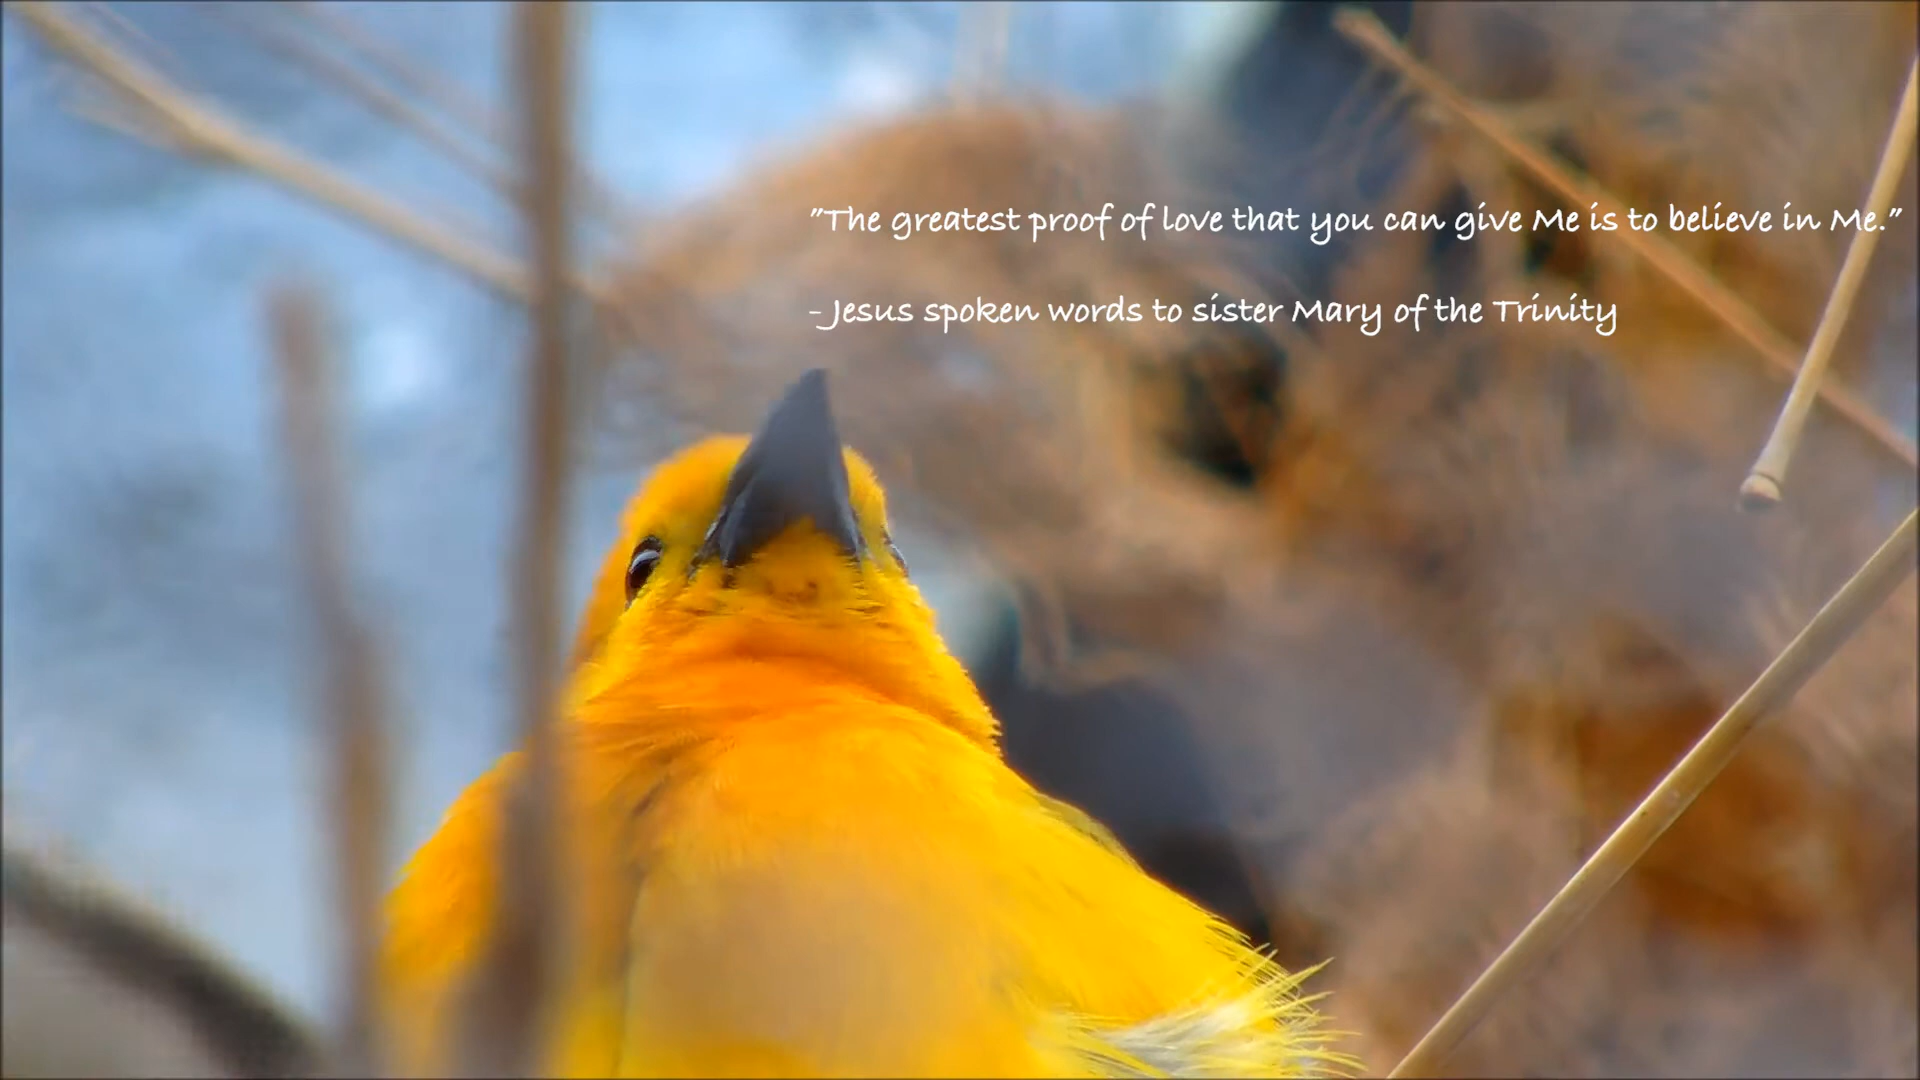 "The greatest proof of love that you can give Me is to believe in Me."
- Jesus spoken words to sister Mary of the Trinity